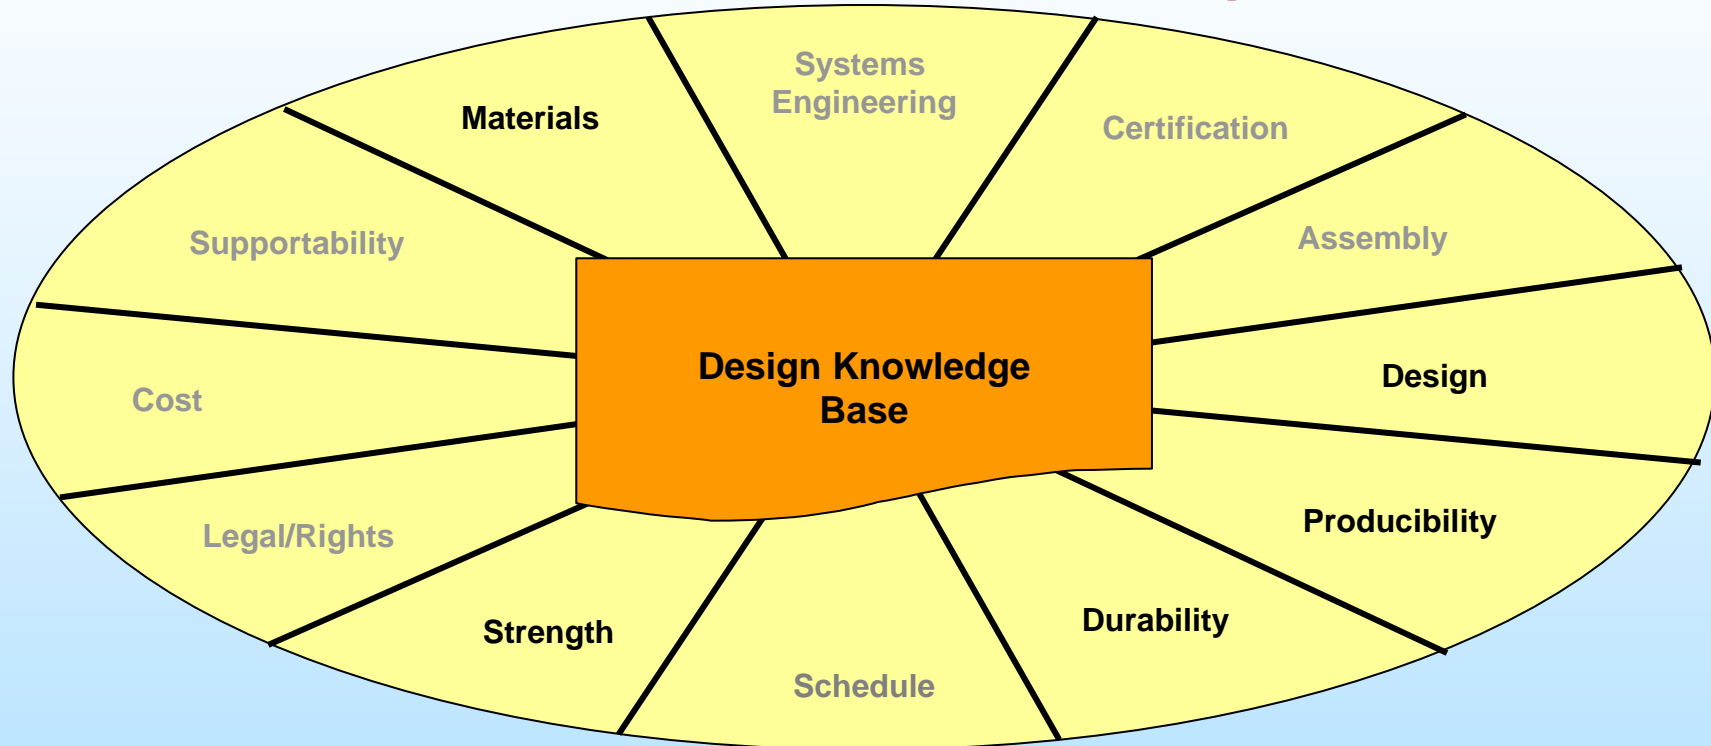 Systems
Engineering
Materials
Certification
Supportability
Assembly
Design Knowledge
Base
Design
Cost
Legal/Rights
Producibility
Strength
Durability
Schedule